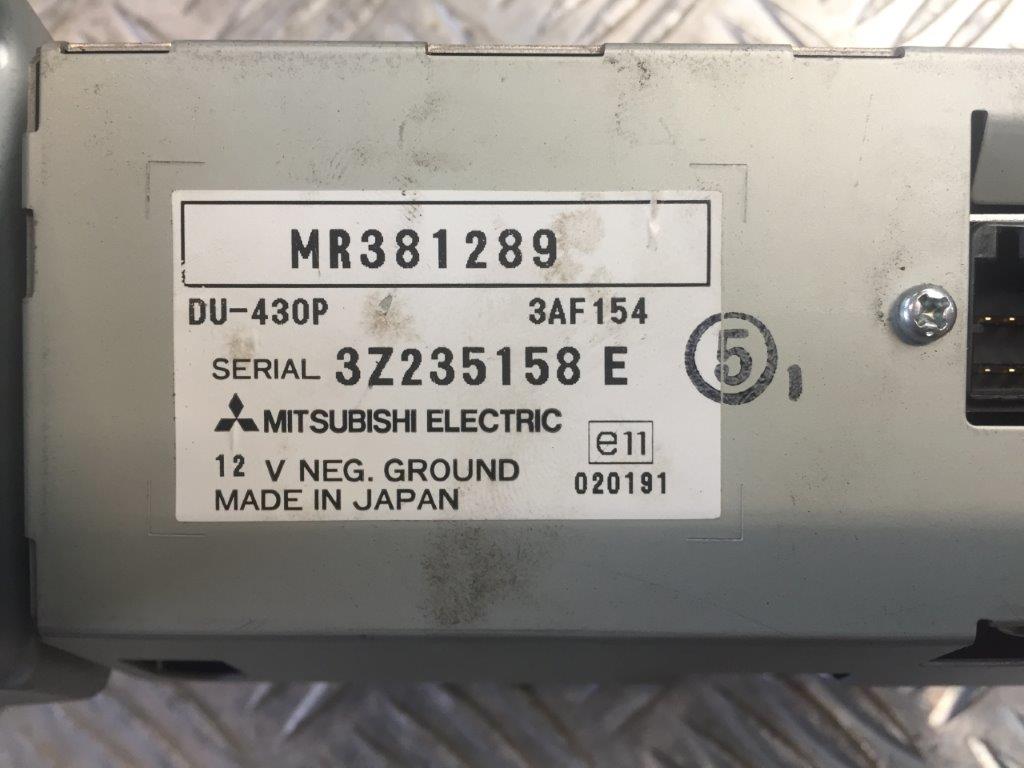 MR381289
DU-430P 3AF154
SERIAL 3Z235158 E
5
MITSUBISHI ELECTRIC
e11
12 V NEG. GROUND
020191
MADE IN JAPAN